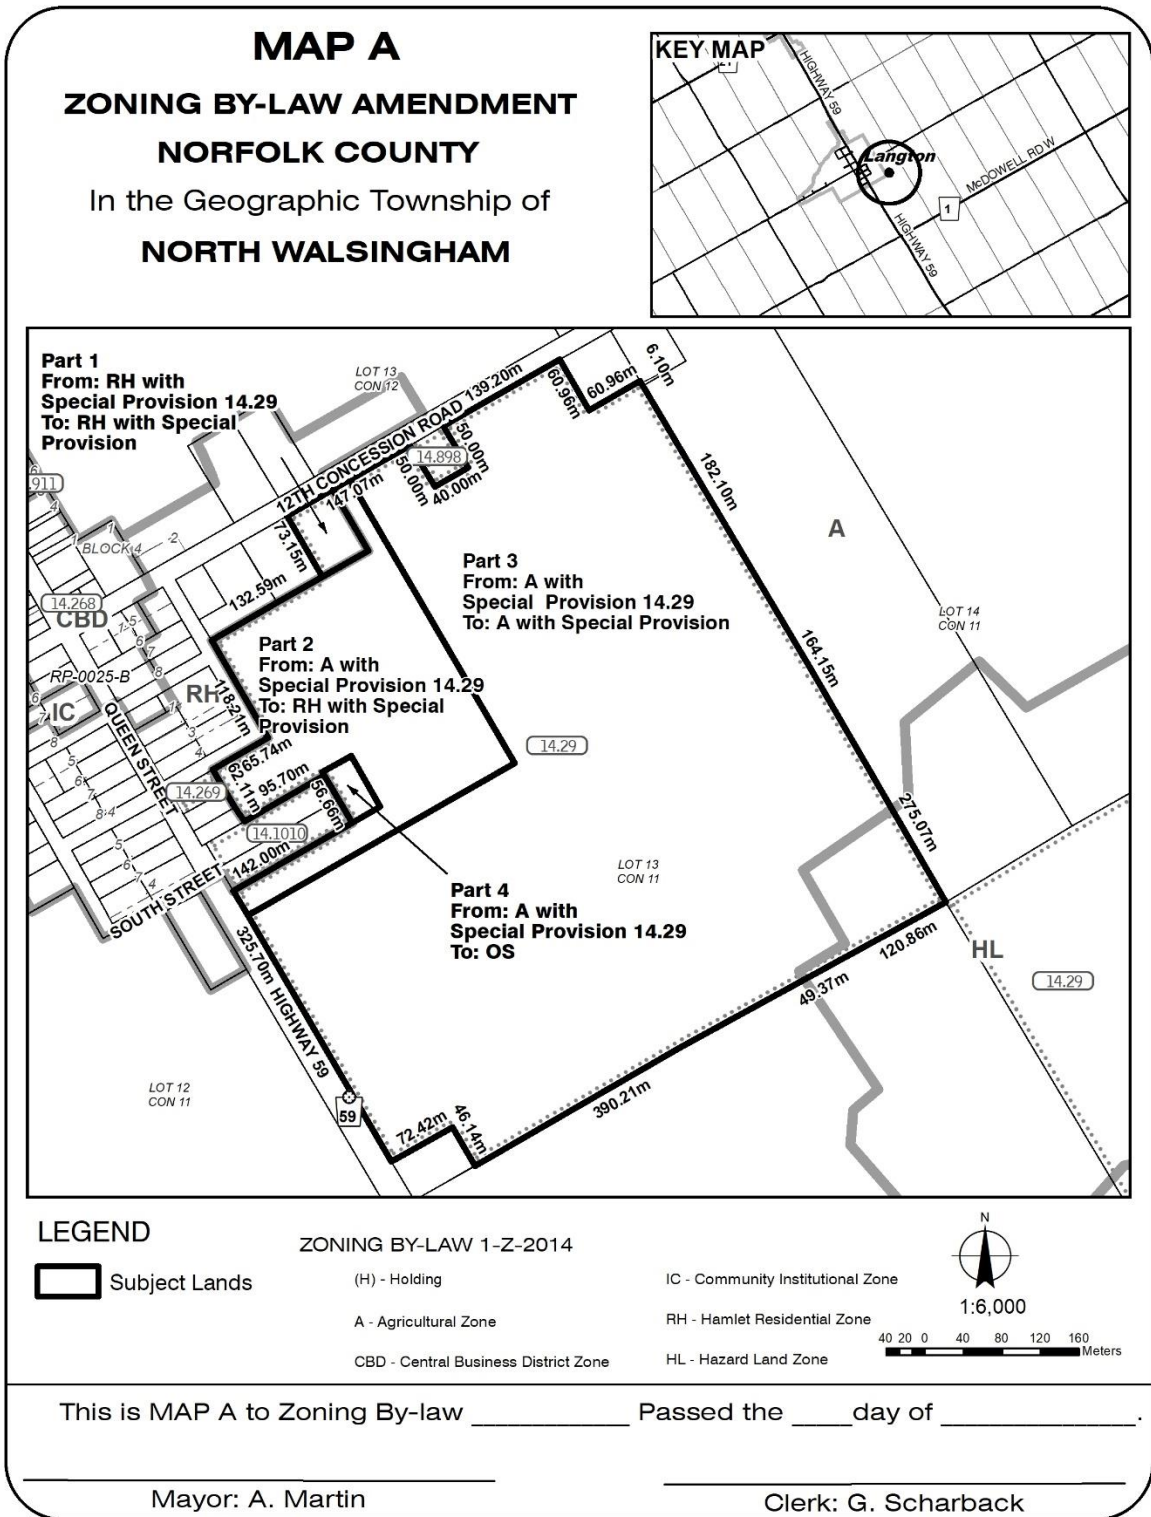 MAP A
ZONING BY-LAW AMENDMENT
NORFOLK COUNTY
In the Geographic Township of
NORTH WALSINGHAM
KEY MAP
HIGHWAY 59
Langton
McDOWELL RD W
1
HIGHWAY 59
Part 1
From: RH with
Special Provision 14.29
To: RH with Special
Provision
LOT 13
CON 12
12TH CONCESSION ROAD
139.20m
60.96m
60.96m
6.10m
147.07m
14.898
50.00m
50.00m
40.00m
73.15m
132.59m
182.10m
A
.911
BLOCK 4
14.268
CBD
RP-0025-B
IC
RH
QUEEN STREET
Part 3
From: A with
Special Provision 14.29
To: A with Special Provision
LOT 14
CON 11
164.15m
Part 2
From: A with
Special Provision 14.29
To: RH with Special
Provision
118.21m
65.74m
62.11m
95.70m
56.66m
14.29
14.269
14.1010
142.00m
SOUTH STREET
275.07m
LOT 13
CON 11
Part 4
From: A with
Special Provision 14.29
To: OS
120.86m
49.37m
HL
14.29
325.70m
HIGHWAY 59
LOT 12
CON 11
59
72.42m
46.14m
390.21m
LEGEND
Subject Lands
ZONING BY-LAW 1-Z-2014
(H) - Holding
A - Agricultural Zone
CBD - Central Business District Zone
IC - Community Institutional Zone
RH - Hamlet Residential Zone
HL - Hazard Land Zone
N
1:6,000
40 20 0 40 80 120 160
Meters
This is MAP A to Zoning By-law ____________ Passed the _____day of _______________.
Mayor: A. Martin
Clerk: G. Scharback